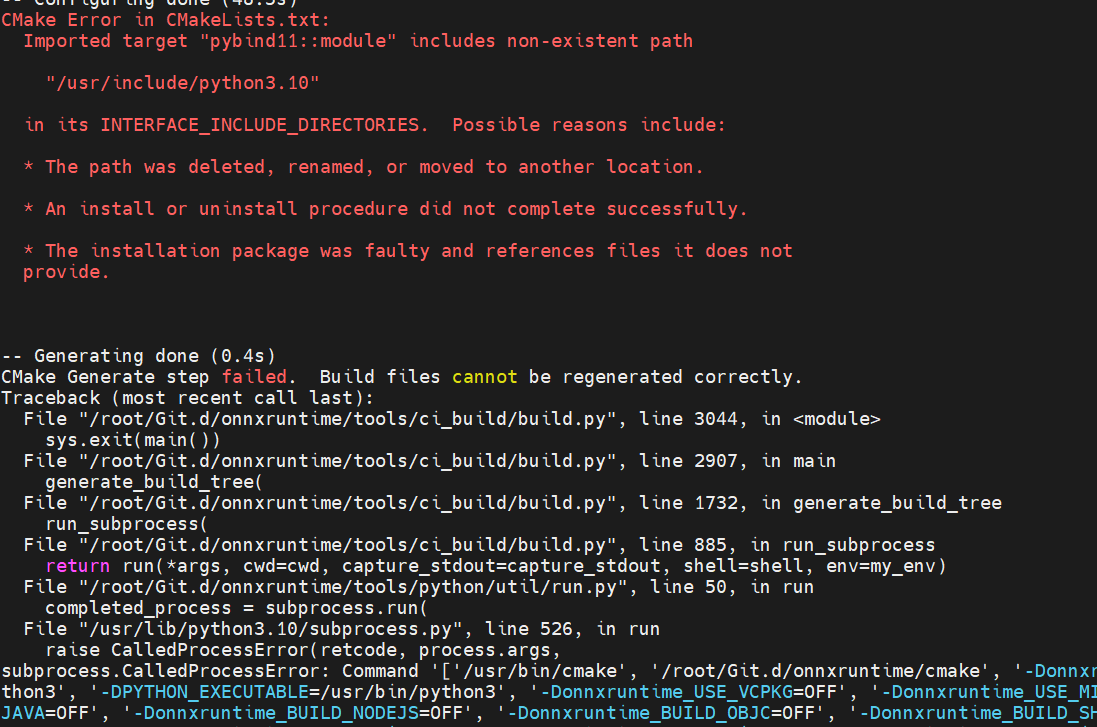 -- Configuring done (48.3s)
CMake Error in CMakeLists.txt:
  Imported target "pybind11::module" includes non-existent path

    "/usr/include/python3.10"

  in its INTERFACE_INCLUDE_DIRECTORIES.  Possible reasons include:

  * The path was deleted, renamed, or moved to another location.

  * An install or uninstall procedure did not complete successfully.

  * The installation package was faulty and references files it does not
  provide.

-- Generating done (0.4s)
CMake Generate step failed.  Build files cannot be regenerated correctly.
Traceback (most recent call last):
  File "/root/Git.d/onnxruntime/tools/ci_build/build.py", line 3044, in <module>
    sys.exit(main())
  File "/root/Git.d/onnxruntime/tools/ci_build/build.py", line 2907, in main
    generate_build_tree(
  File "/root/Git.d/onnxruntime/tools/ci_build/build.py", line 1732, in generate_build_tree
    run_subprocess(
  File "/root/Git.d/onnxruntime/tools/ci_build/build.py", line 885, in run_subprocess
    return run(*args, cwd=cwd, capture_stdout=capture_stdout, shell=shell, env=my_env)
  File "/root/Git.d/onnxruntime/tools/python/util/run.py", line 50, in run
    completed_process = subprocess.run(
  File "/usr/lib/python3.10/subprocess.py", line 526, in run
    raise CalledProcessError(retcode, process.args,
subprocess.CalledProcessError: Command '['/usr/bin/cmake', '/root/Git.d/onnxruntime/cmake', '-Donnxr
thon3', '-DPYTHON_EXECUTABLE=/usr/bin/python3', '-Donnxruntime_USE_VCPKG=OFF', '-Donnxruntime_USE_MI
JAVA=OFF', '-Donnxruntime_BUILD_NODEJS=OFF', '-Donnxruntime_BUILD_OBJC=OFF', '-Donnxruntime_BUILD_SH